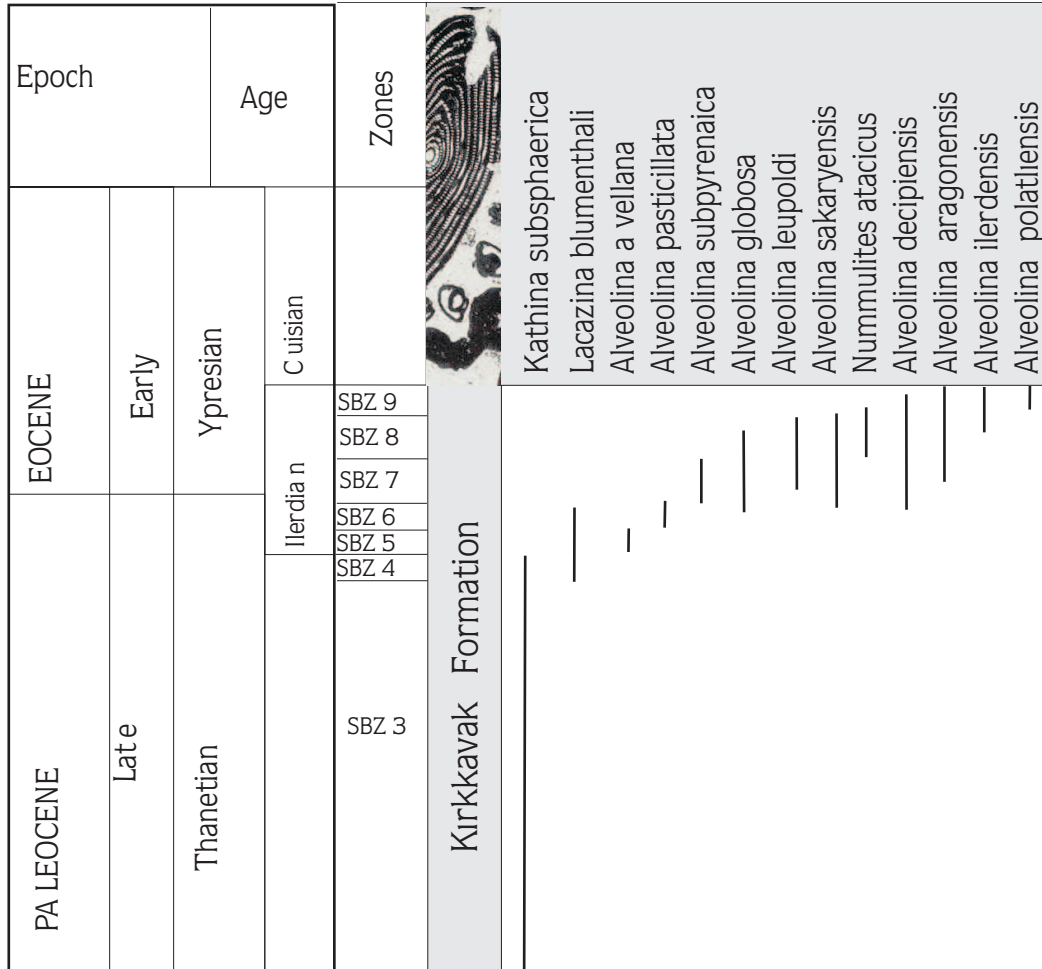 Epoch
Age
Zones
Kathina subsphaerica
Lacazina blumenthali
Alveolina a vellana
Alveolina pasticillata
Alveolina subpyrenaica
Alveolina globosa
Alveolina leupoldi
Alveolina sakaryensis
Nummulites atacicus
Alveolina decipiensis
Alveolina aragonensis
Alveolina ilerdensis
Alveolina polatliensis
EOCENE
Early
Ypresian
C uisian
Ilerdia n
SBZ 9
SBZ 8
SBZ 7
SBZ 6
SBZ 5
SBZ 4
SBZ 3
PA LEOCENE
Late
Thanetian
Kırkkavak Formation